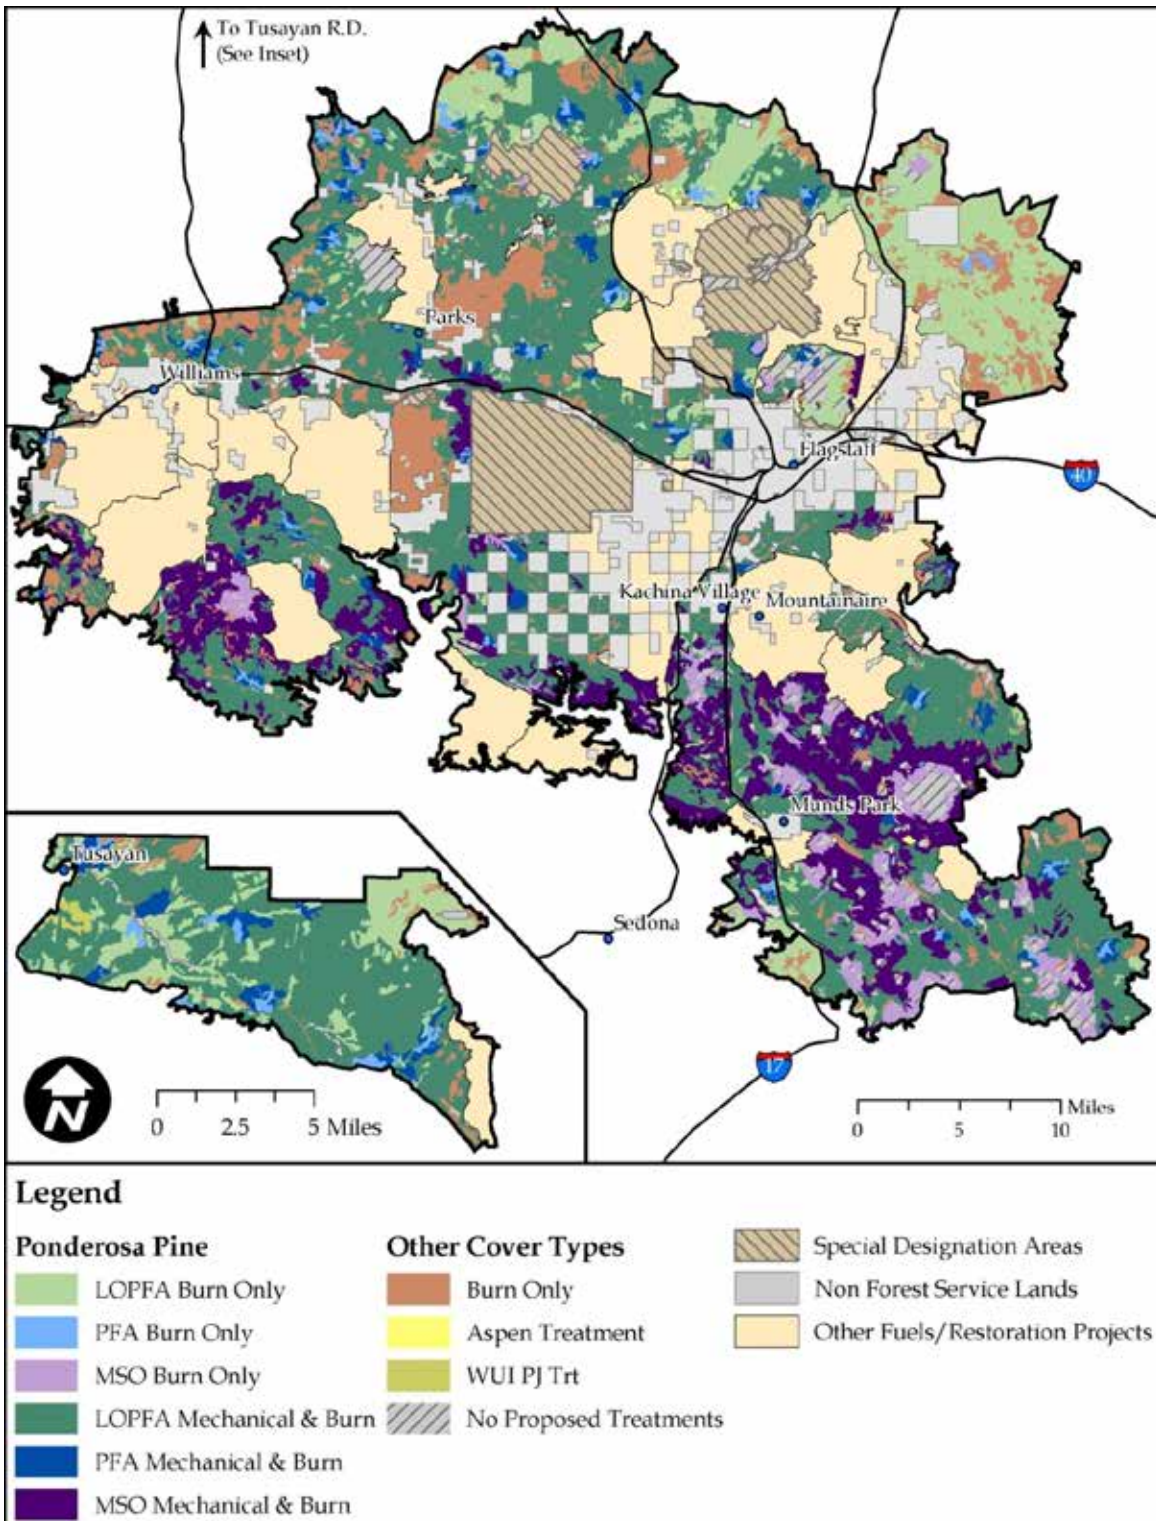 To Tusayan R.D.
(See Inset)
Parks
Williams
Flagstaff
40
Kachina Village
Mountainaire
Munds Park
Tusayan
Sedona
17
N
0 2.5 5 Miles
Miles
0 5 10
Legend
Ponderosa Pine
LOPFA Burn Only
PFA Burn Only
MSO Burn Only
LOPFA Mechanical & Burn
PFA Mechanical & Burn
MSO Mechanical & Burn
Other Cover Types
Burn Only
Aspen Treatment
WUI PJ Trt
No Proposed Treatments
Special Designation Areas
Non Forest Service Lands
Other Fuels/Restoration Projects